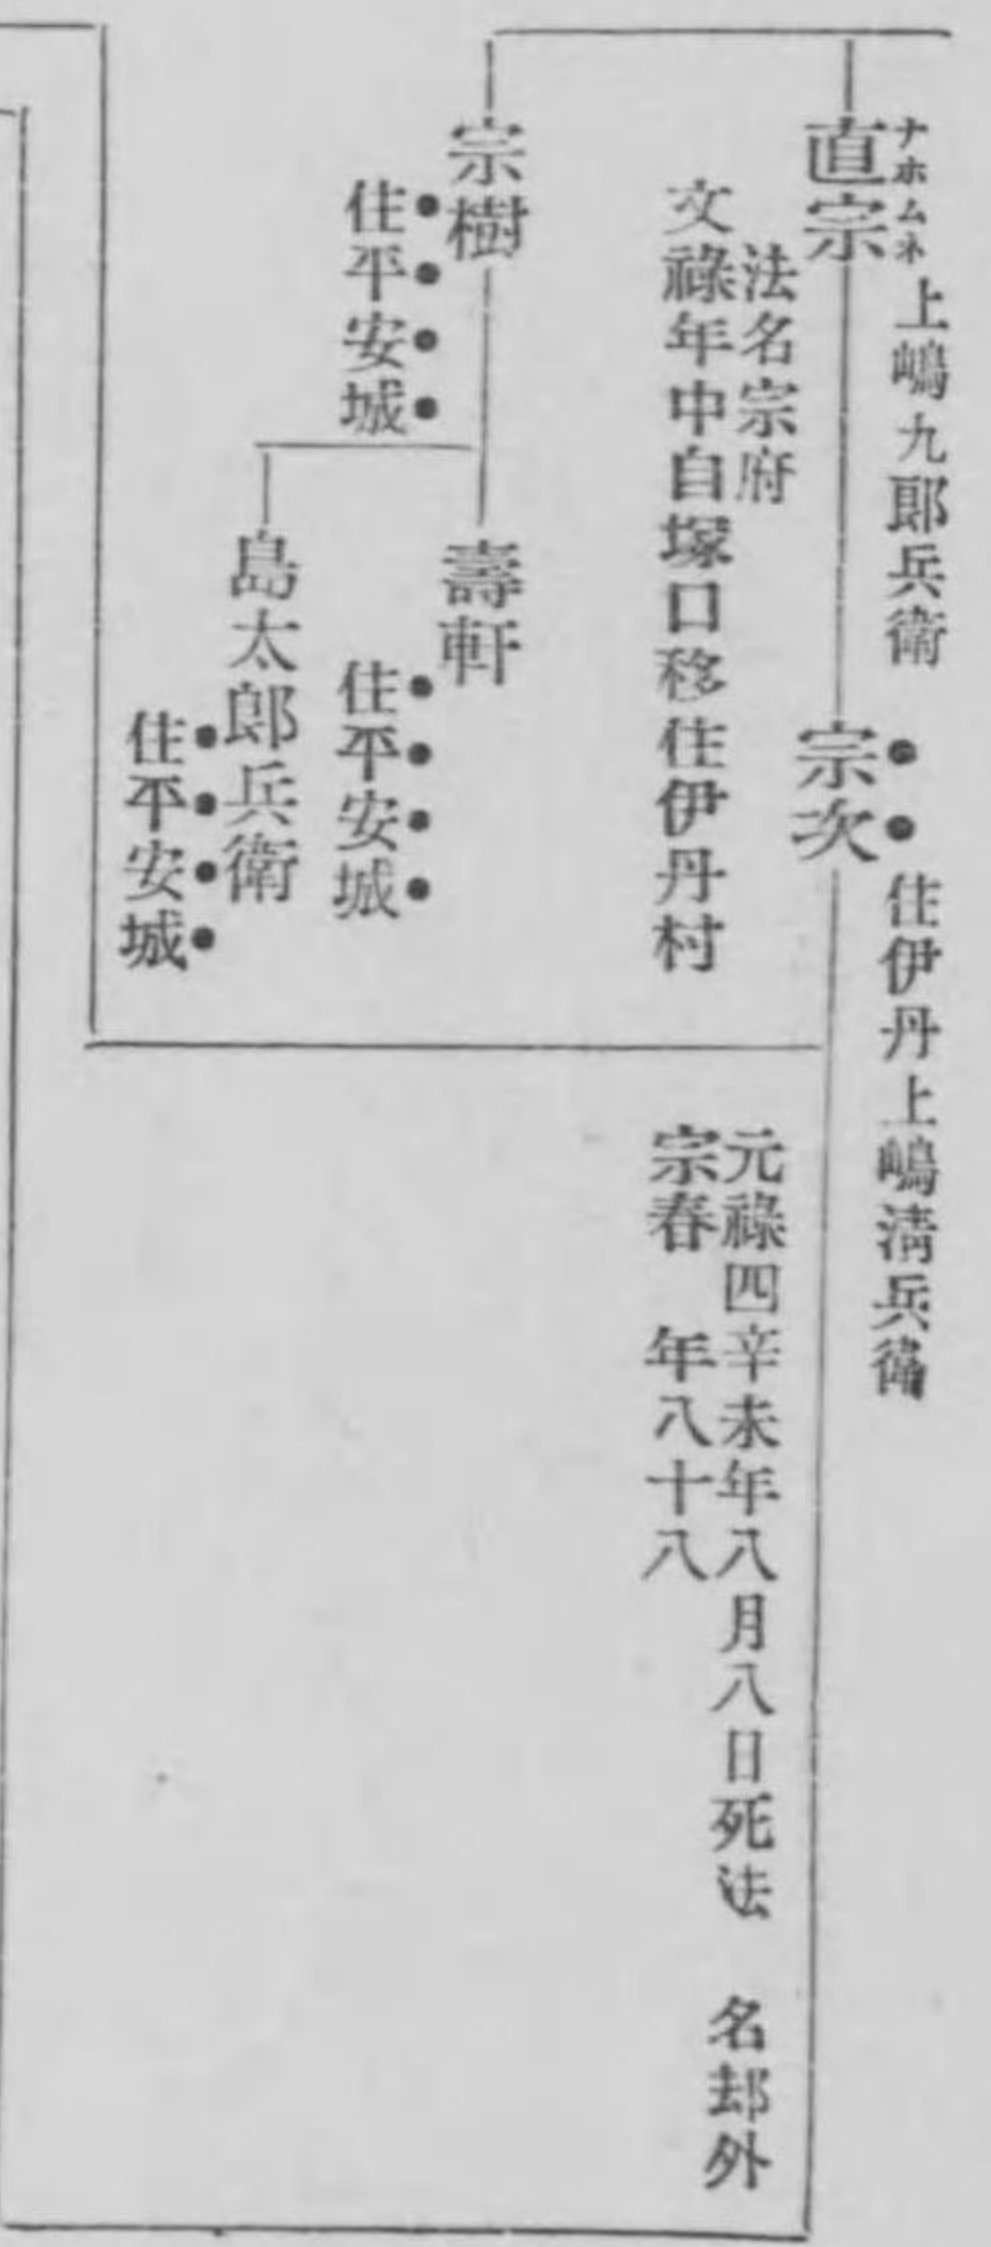 直宗
ナホムネ
上嶋九郎兵衛
法名宗府
文祿年中自塚口移住伊丹村
宗次
住伊丹上嶋淸兵衛
元祿四辛未年八月八日死法 名却外
宗春 年八十八
宗樹
住平安城
壽軒
住平安城
島太郎兵衛
住平安城